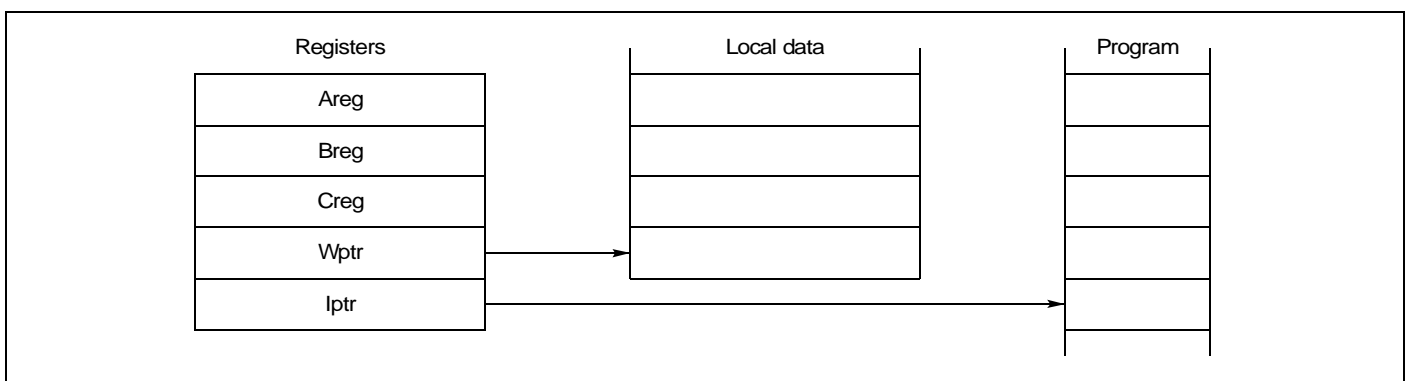 Registers
Local data
Program
Areg
Breg
Creg
Wptr
Iptr